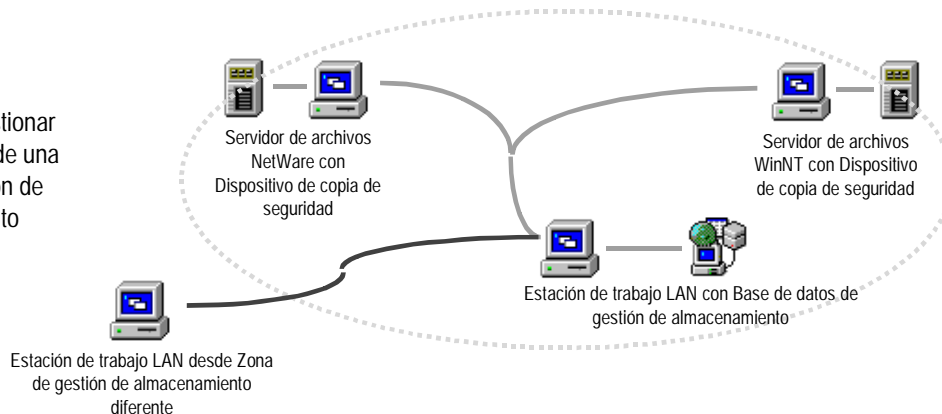 Servidor de archivos
NetWare con
Dispositivo de copia de
seguridad
Servidor de archivos
WinNT con Dispositivo
de copia de seguridad
Estación de trabajo LAN con Base de datos de
gestión de almacenamiento
Estación de trabajo LAN desde Zona
de gestión de almacenamiento
diferente
de una
de